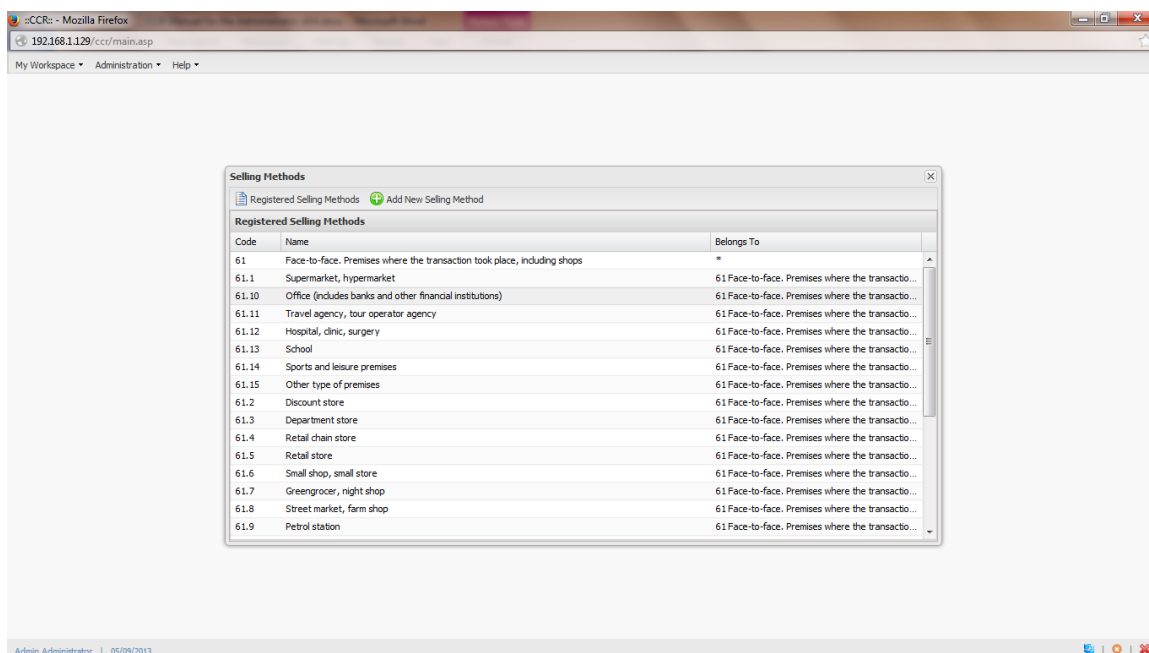 ::CCR:: - Mozilla Firefox
192.168.1.129/ccr/main.asp
My Workspace Administration Help
Selling Methods
Registered Selling Methods Add New Selling Method
Registered Selling Methods
Code Name Belongs To
61 Face-to-face. Premises where the transaction took place, including shops *
61.1 Supermarket, hypermarket 61 Face-to-face. Premises where the transactio...
61.10 Office (includes banks and other financial institutions) 61 Face-to-face. Premises where the transactio...
61.11 Travel agency, tour operator agency 61 Face-to-face. Premises where the transactio...
61.12 Hospital, clinic, surgery 61 Face-to-face. Premises where the transactio...
61.13 School 61 Face-to-face. Premises where the transactio...
61.14 Sports and leisure premises 61 Face-to-face. Premises where the transactio...
61.15 Other type of premises 61 Face-to-face. Premises where the transactio...
61.2 Discount store 61 Face-to-face. Premises where the transactio...
61.3 Department store 61 Face-to-face. Premises where the transactio...
61.4 Retail chain store 61 Face-to-face. Premises where the transactio...
61.5 Retail store 61 Face-to-face. Premises where the transactio...
61.6 Small shop, small store 61 Face-to-face. Premises where the transactio...
61.7 Greengrocer, night shop 61 Face-to-face. Premises where the transactio...
61.8 Street market, farm shop 61 Face-to-face. Premises where the transactio...
61.9 Petrol station 61 Face-to-face. Premises where the transactio...
Admin Administrator | 05/09/2013